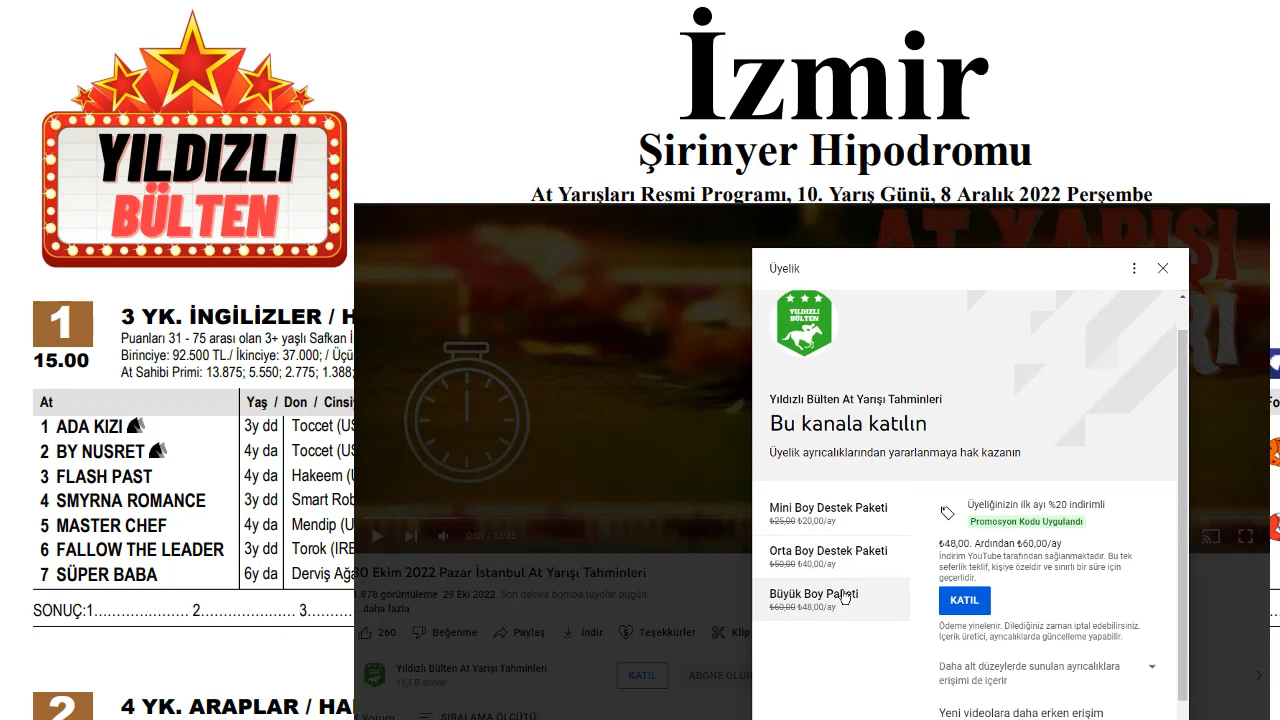 YILDIZLI
BÜLTEN
İzmir
Şirinyer Hipodromu
At Yarışları Resmi Programı, 10. Yarış Günü, 8 Aralık 2022 Perşembe
1
15.00
3 YK. İNGİLİZLER / H
Puanları 31 - 75 arası olan 3+ yaşlı Safkan İ
Birinciye: 92.500 TL./ İkinciye: 37.000; / Üçü
At Sahibi Primi: 13.875; 5.550; 2.775; 1.388;
At Yaş / Don / Cinsiy
1 ADA KIZI 3y dd Toccet (US
2 BY NUSRET 4y da Toccet (US
3 FLASH PAST 4y da Hakeem (U
4 SMYRNA ROMANCE 3y dd Smart Rob
5 MASTER CHEF 4y da Mendip (U
6 FALLOW THE LEADER 3y dd Torok (IRE
7 SÜPER BABA 6y da Derviş Ağa
SONUÇ:1..................... 2..................... 3..........
2
4 YK. ARAPLAR / HA
AT YARIŞI
0:01 / 18:45
30 Ekim 2022 Pazar İstanbul At Yarışı Tahminleri
1.878 görüntüleme 29 Eki 2022 Son dakika bomba tüyolar bugün.
...daha fazla
260 Beğenme Paylaş İndir Teşekkürler Klip
Yıldızlı Bülten At Yarışı Tahminleri
11,1 B abone
KATIL
ABONE OLUN
Yorum SIRALAMA ÖLÇÜTÜ:
Üyelik
YILDIZLI
BÜLTEN
Yıldızlı Bülten At Yarışı Tahminleri
Bu kanala katılın
Üyelik ayrıcalıklarından yararlanmaya hak kazanın
Mini Boy Destek Paketi
₺25,00 ₺20,00/ay
Orta Boy Destek Paketi
₺50,00 ₺40,00/ay
Büyük Boy Paketi
₺60,00 ₺48,00/ay
Üyeliğinizin ilk ayı %20 indirimli
Promosyon Kodu Uygulandı
₺48,00. Ardından ₺60,00/ay
İndirim YouTube tarafından sağlanmaktadır. Bu tek
seferlik teklif, kişiye özeldir ve sınırlı bir süre için
geçerlidir.
KATIL
Ödeme yinelenir. Dilediğiniz zaman iptal edebilirsiniz.
İçerik üretici, ayrıcalıklarda güncelleme yapabilir.
Daha alt düzeylerde sunulan ayrıcalıklara
erişimi de içerir
Yeni videolara daha erken erişim